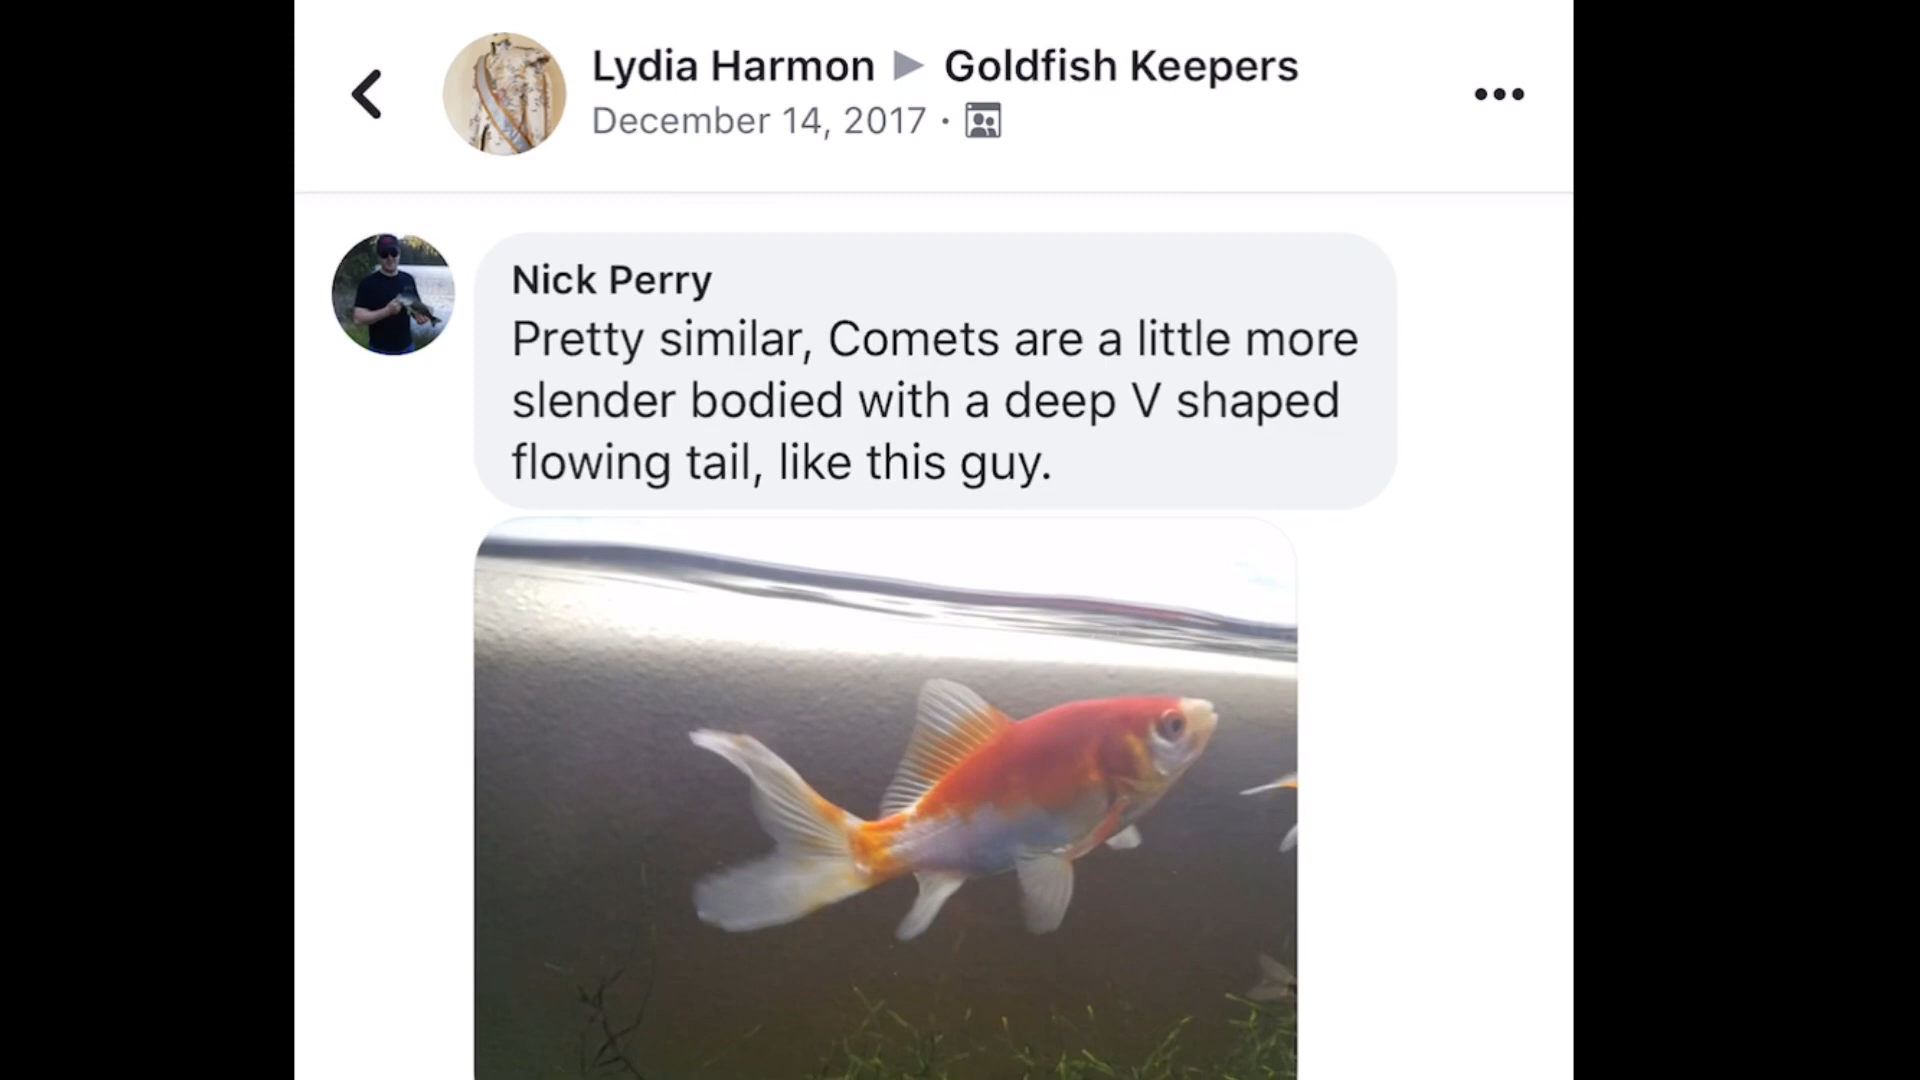 Lydia Harmon ▶ Goldfish Keepers
December 14, 2017 ·
Nick Perry
Pretty similar, Comets are a little more
slender bodied with a deep V shaped
flowing tail, like this guy.